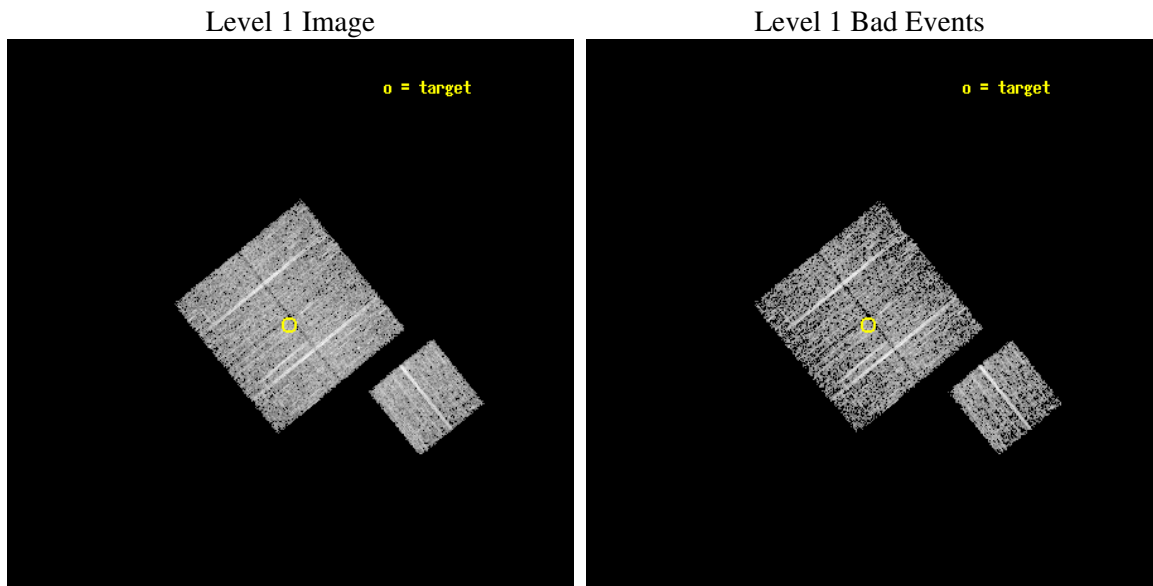 Level 1 Image
Level 1 Bad Events
o = target
o = target